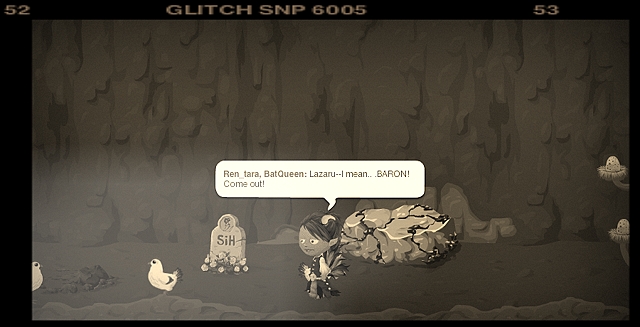 52 GLITCH SNP 6005 53
Ren_tara, BatQueen: Lazaru--I mean.. .BARON!
Come out!
SiH